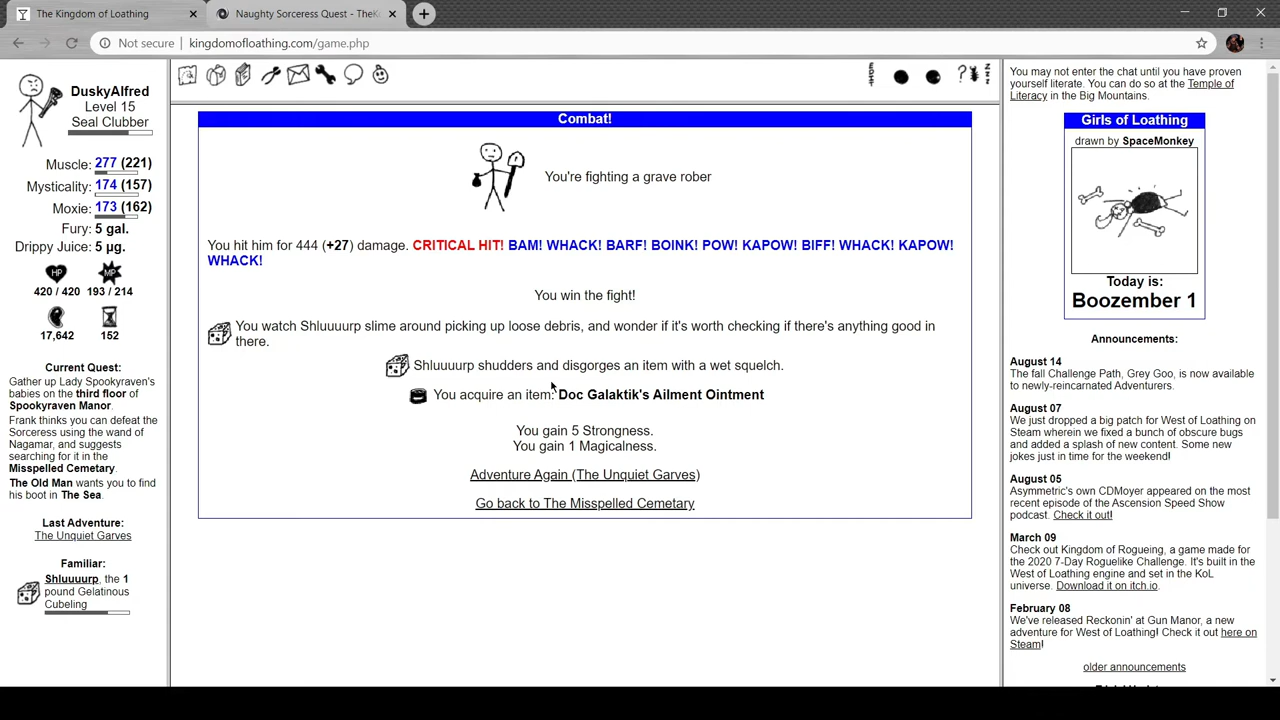 The Kingdom of Loathing
Naughty Sorceress Quest - TheK
Not secure | kingdomofloathing.com/game.php
DuskyAlfred
Level 15
Seal Clubber
Muscle: 277 (221)
Mysticality: 174 (157)
Moxie: 173 (162)
Fury: 5 gal.
Drippy Juice: 5 µg.
HP
MP
420 / 420
193 / 214
17,642
152
Current Quest:
Gather up Lady Spookyraven's
babies on the third floor of
Spookyraven Manor.
Frank thinks you can defeat the
Sorceress using the wand of
Nagamar, and suggests
searching for it in the
Misspelled Cemetary.
The Old Man wants you to find
his boot in The Sea.
Last Adventure:
The Unquiet Garves
Familiar:
Shluuuurp, the 1
pound Gelatinous
Cubeling
Combat!
You're fighting a grave rober
You hit him for 444 (+27) damage. CRITICAL HIT! BAM! WHACK! BARF! BOINK! POW! KAPOW! BIFF! WHACK! KAPOW!
WHACK!
You win the fight!
You watch Shluuuurp slime around picking up loose debris, and wonder if it's worth checking if there's anything good in
there.
Shluuuurp shudders and disgorges an item with a wet squelch.
You acquire an item: Doc Galaktik's Ailment Ointment
You gain 5 Strongness.
You gain 1 Magicalness.
Adventure Again (The Unquiet Garves)
Go back to The Misspelled Cemetary
You may not enter the chat until you have proven
yourself literate. You can do so at the Temple of
Literacy in the Big Mountains.
Girls of Loathing
drawn by SpaceMonkey
Today is:
Boozember 1
Announcements:
August 14
The fall Challenge Path, Grey Goo, is now available
to newly-reincarnated Adventurers.
August 07
We just dropped a big patch for West of Loathing on
Steam wherein we fixed a bunch of obscure bugs
and added a splash of new content. Some new
jokes just in time for the weekend!
August 05
Asymmetric's own CDMoyer appeared on the most
recent episode of the Ascension Speed Show
podcast. Check it out!
March 09
Check out Kingdom of Rogueing, a game made for
the 2020 7-Day Roguelike Challenge. It's built in the
West of Loathing engine and set in the KoL
universe. Download it on itch.io.
February 08
We've released Reckonin' at Gun Manor, a new
adventure for West of Loathing! Check it out here on
Steam!
older announcements